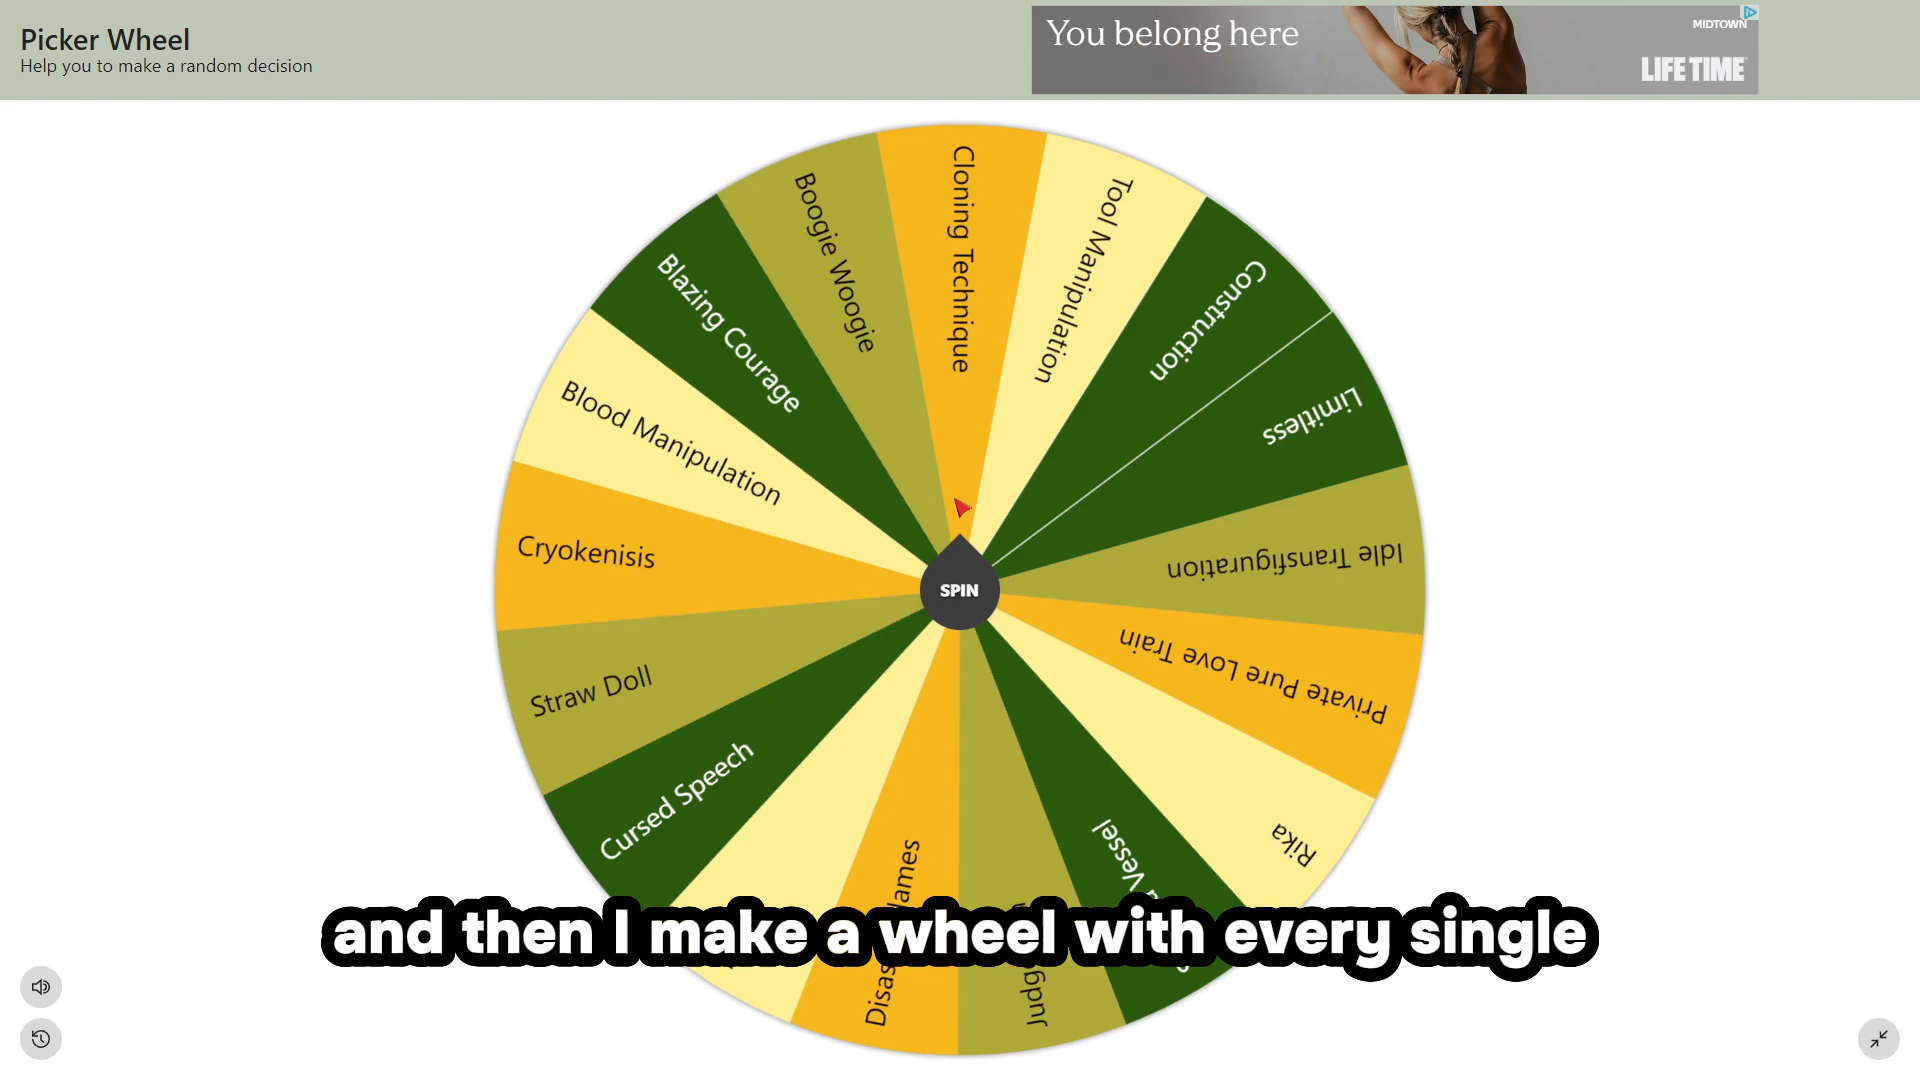 Picker Wheel
Help you to make a random decision
You belong here
MIDTOWN
LIFE TIME
Cloning Technique
Tool Manipulation
Construction
Limitless
Idle Transfiguration
Private Pure Love Train
Rika
Vessel
Cursed Speech
Straw Doll
Cryokenisis
Blood Manipulation
Blazing Courage
Boogie Woogie
SPIN
and then I make a wheel with every single